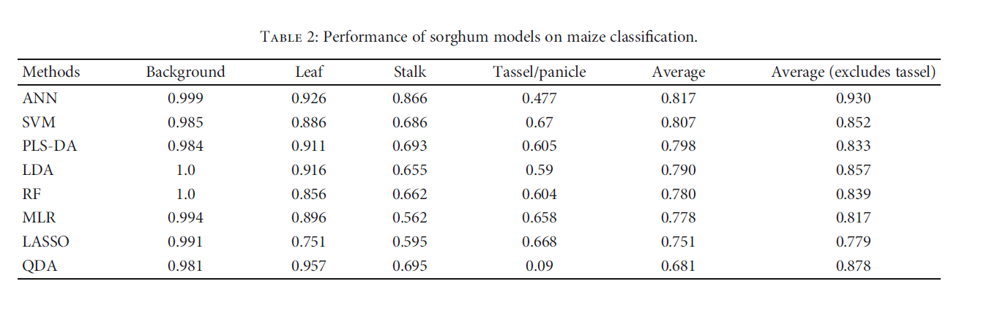 TABLE 2: Performance of sorghum models on maize classification.
Methods Background Leaf Stalk Tassel/panicle Average Average (excludes tassel)
ANN 0.999 0.926 0.866 0.477 0.817 0.930
SVM 0.985 0.886 0.686 0.67 0.807 0.852
PLS-DA 0.984 0.911 0.693 0.605 0.798 0.833
LDA 1.0 0.916 0.655 0.59 0.790 0.857
RF 1.0 0.856 0.662 0.604 0.780 0.839
MLR 0.994 0.896 0.562 0.658 0.778 0.817
LASSO 0.991 0.751 0.595 0.668 0.751 0.779
QDA 0.981 0.957 0.695 0.09 0.681 0.878